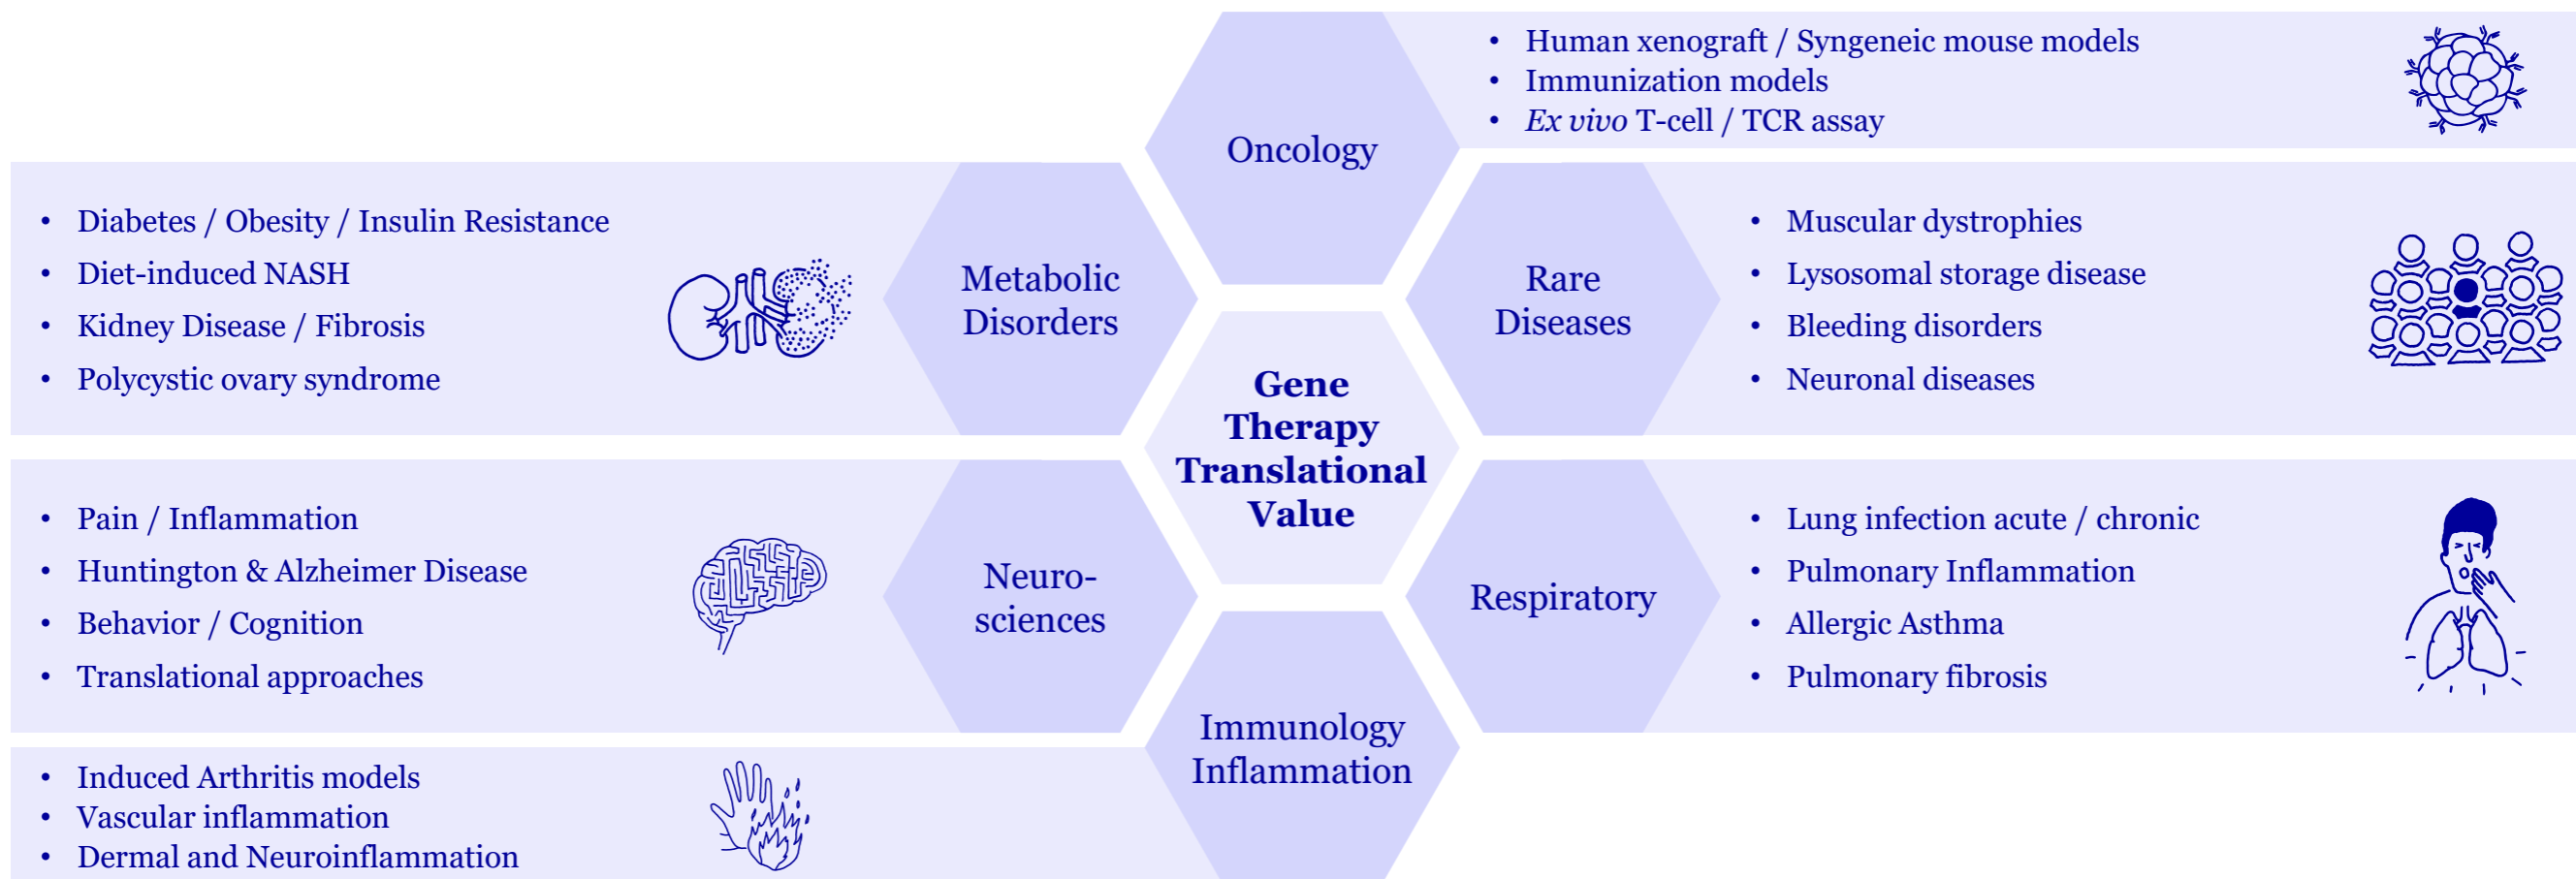 Oncology
• Human xenograft / Syngeneic mouse models
• Immunization models
• Ex vivo T-cell / TCR assay
• Diabetes / Obesity / Insulin Resistance
• Diet-induced NASH
• Kidney Disease / Fibrosis
• Polycystic ovary syndrome
Metabolic
Disorders
Rare
Diseases
• Muscular dystrophies
• Lysosomal storage disease
• Bleeding disorders
• Neuronal diseases
Gene
Therapy
Translational
Value
• Pain / Inflammation
• Huntington & Alzheimer Disease
• Behavior / Cognition
• Translational approaches
Neuro-
sciences
Respiratory
• Lung infection acute / chronic
• Pulmonary Inflammation
• Allergic Asthma
• Pulmonary fibrosis
• Induced Arthritis models
• Vascular inflammation
• Dermal and Neuroinflammation
Immunology
Inflammation